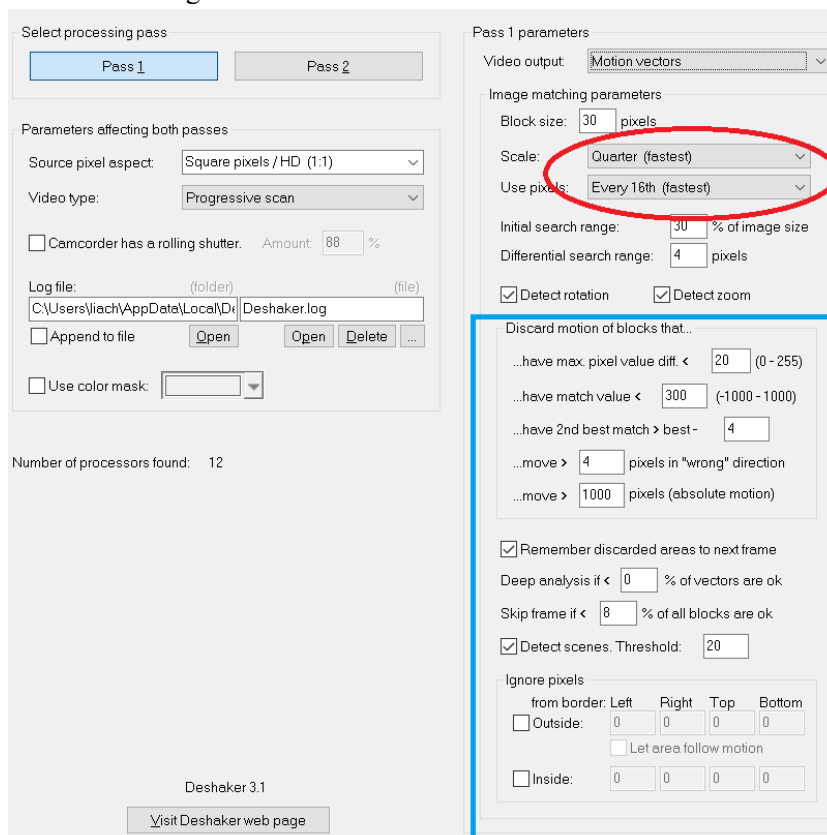 Select processing pass
Pass 1
Pass 2
Parameters affecting both passes
Source pixel aspect:
Square pixels / HD (1:1)
Video type:
Progressive scan
Camcorder has a rolling shutter.
Amount:
88
%
Log file:
(folder)
(file)
C:\Users\liach\AppData\Local\De
Deshaker.log
Append to file
Open
Open
Delete
...
Use color mask:
Number of processors found: 12
Deshaker 3.1
Visit Deshaker web page
Pass 1 parameters
Video output:
Motion vectors
Image matching parameters
Block size: 30 pixels
Scale: Quarter (fastest)
Use pixels: Every 16th (fastest)
Initial search range: 30 % of image size
Differential search range: 4 pixels
Detect rotation
Detect zoom
Discard motion of blocks that...
...have max. pixel value diff. < 20 (0 - 255)
...have match value < 300 (-1000 - 1000)
...have 2nd best match > best - 4
...move > 4 pixels in "wrong" direction
...move > 1000 pixels (absolute motion)
Remember discarded areas to next frame
Deep analysis if < 0 % of vectors are ok
Skip frame if < 8 % of all blocks are ok
Detect scenes. Threshold: 20
Ignore pixels
from border: Left Right Top Bottom
Outside: 0 0 0 0
Let area follow motion
Inside: 0 0 0 0